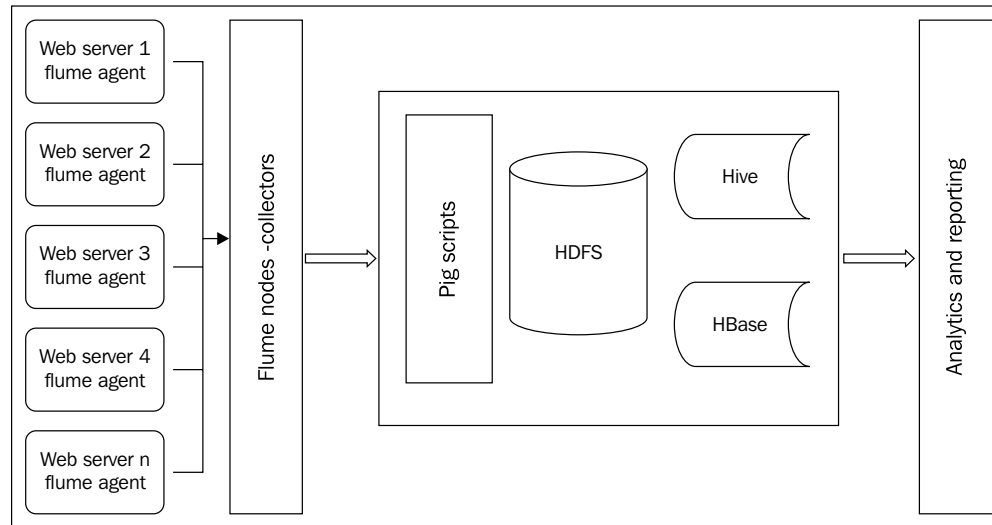 Web server 1
flume agent
Web server 2
flume agent
Web server 3
flume agent
Web server 4
flume agent
Web server n
flume agent
Flume nodes -collectors
Pig scripts
HDFS
Hive
HBase
Analytics and reporting